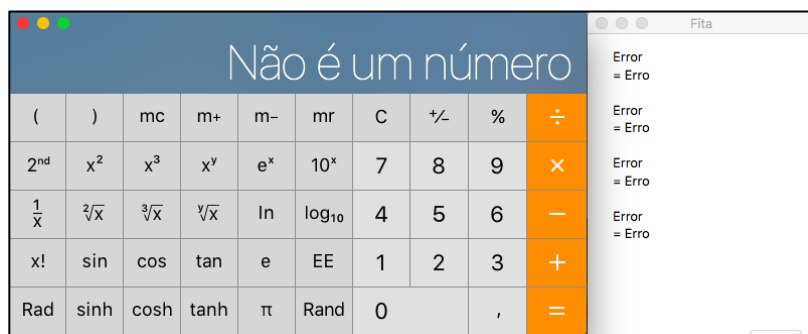 Não é um número
( ) mc m+ m− mr C +⁄− % ÷
2ⁿᵈ x² x³ xʸ eˣ 10ˣ 7 8 9 ×
1/x ²√x ³√x ʸ√x ln log₁₀ 4 5 6 −
x! sin cos tan e EE 1 2 3 +
Rad sinh cosh tanh π Rand 0 , =
Fita
Error
= Erro
Error
= Erro
Error
= Erro
Error
= Erro